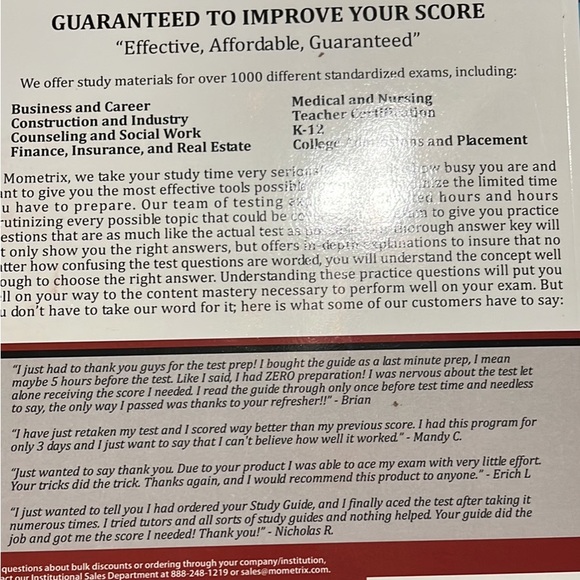 GUARANTEED TO IMPROVE YOUR SCORE
“Effective, Affordable, Guaranteed”
We offer study materials for over 1000 different standardized exams, including:
Business and Career
Construction and Industry
Counseling and Social Work
Finance, Insurance, and Real Estate
Medical and Nursing
Teacher Certification
K-12
College Admissions and Placement
Mometrix, we take your study time very how busy you are and
nt to give you the most effective tools the limited time
u have to prepare. Our team of testing hours and hours
rutinizing every possible topic that could be to give you practice
estions that are as much like the actual test as thorough answer key will
t only show you the right answers, but offers in-depth explanations to insure that no
tter how confusing the test questions are worded, you will understand the concept well
ough to choose the right answer. Understanding these practice questions will put you
ll on your way to the content mastery necessary to perform well on your exam. But
u don't have to take our word for it; here is what some of our customers have to say:
“I just had to thank you guys for the test prep! I bought the guide as a last minute prep, I mean
maybe 5 hours before the test. Like I said, I had ZERO preparation! I was nervous about the test let
alone receiving the score I needed. I read the guide through only once before test time and needless
to say, the only way I passed was thanks to your refresher!!” - Brian
“I have just retaken my test and I scored way better than my previous score. I had this program for
only 3 days and I just want to say that I can't believe how well it worked.” - Mandy C.
“Just wanted to say thank you. Due to your product I was able to ace my exam with very little effort.
Your tricks did the trick. Thanks again, and I would recommend this product to anyone.” - Erich L
“I just wanted to tell you I had ordered your Study Guide, and I finally aced the test after taking it
numerous times. I tried tutors and all sorts of study guides and nothing helped. Your guide did the
job and got me the score I needed! Thank you!” - Nicholas R.
questions about bulk discounts or ordering through your company/institution,
act our Institutional Sales Department at 888-248-1219 or sales@mometrix.com.